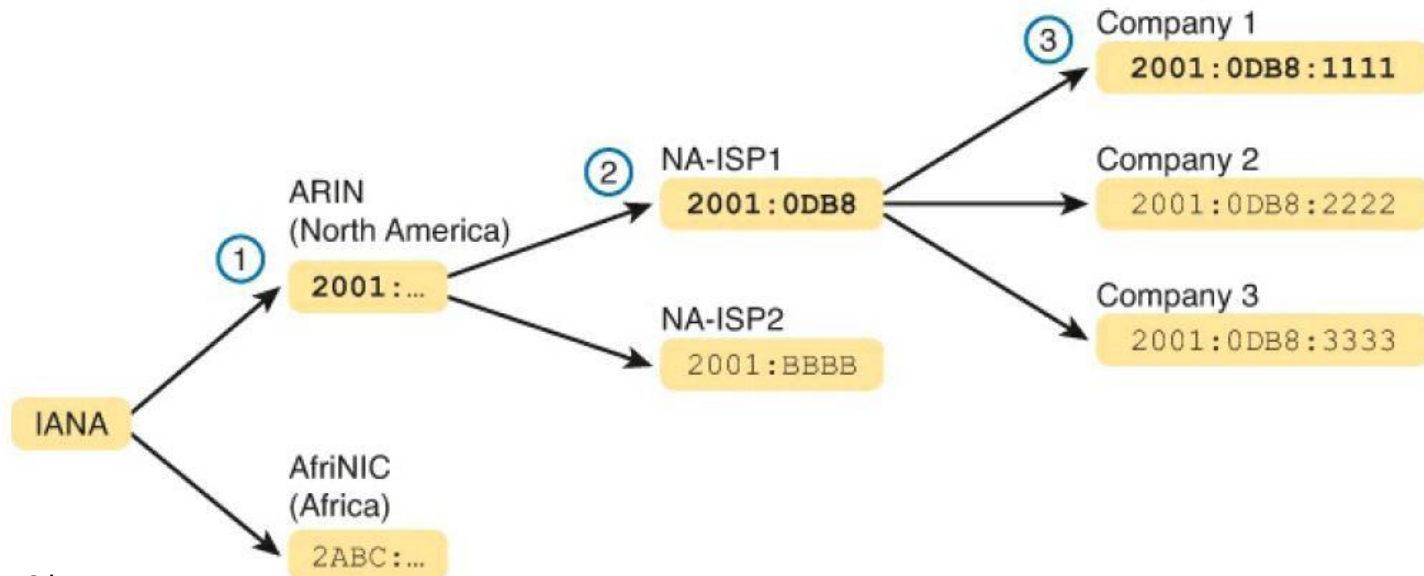 Company 1
3
2001:0DB8:1111
NA-ISP1
2
2001:0DB8
Company 2
2001:0DB8:2222
ARIN
(North America)
1
2001:…
Company 3
2001:0DB8:3333
NA-ISP2
2001:BBBB
IANA
AfriNIC
(Africa)
2ABC:…